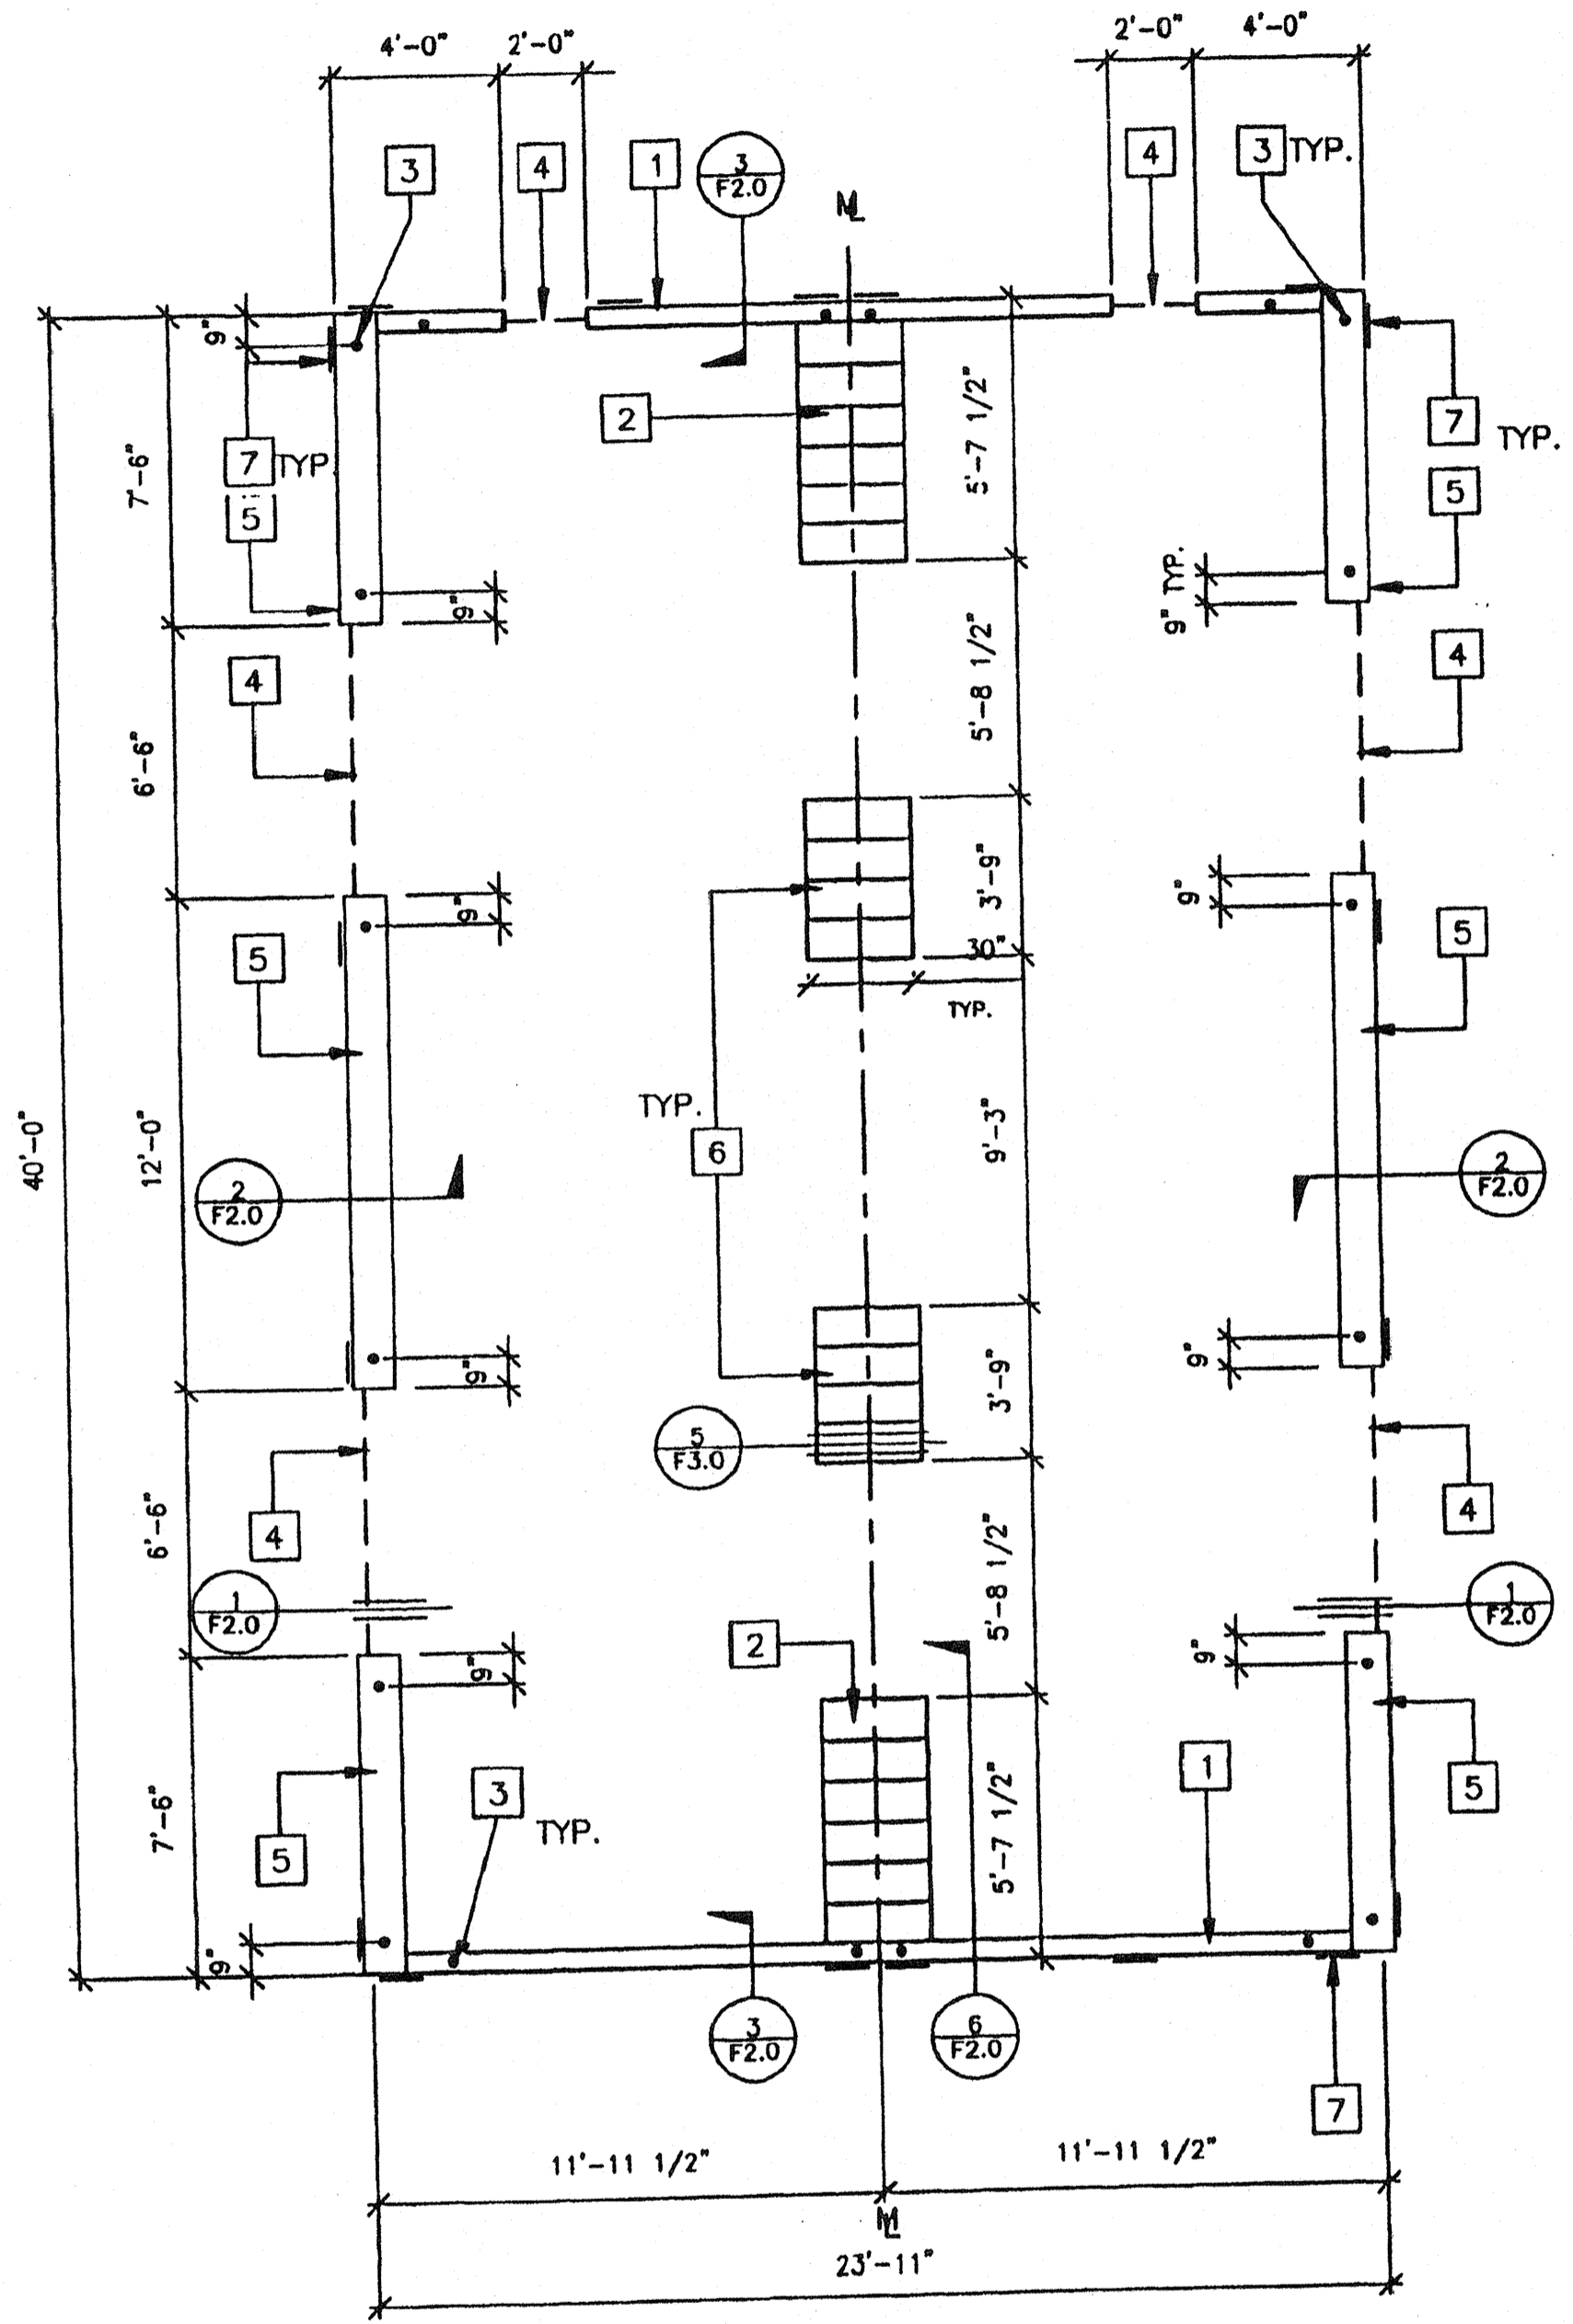 4'-0" 2'-0" 2'-0" 4'-0"
3 4 1 3 F2.0 4 3 TYP.
ML
9"
2 5'-7 1/2" 7
7'-6" 7 TYP TYP.
5 5
9" 9" TYP.
4 5'-8 1/2" 4
6'-6"
9" 3'-9" 9"
5 30" 5
TYP.
TYP.
40'-0" 12'-0" 6 9'-3"
2 F2.0 2 F2.0
9" 3'-9" 9"
5 F3.0 4
4
6'-6" 5'-8 1/2"
1 F2.0 1 F2.0
2 9"
9"
7'-6" 3 TYP. 5'-7 1/2" 1 5
5
9"
3 F2.0 6 F2.0
7
11'-11 1/2" 11'-11 1/2"
ML
23'-11"